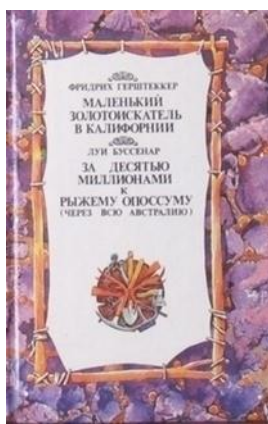 ФРИДРИХ ГЕРШТЕККЕР
МАЛЕНЬКИЙ
ЗОЛОТОИСКАТЕЛЬ
В КАЛИФОРНИИ
ЛУИ БУССЕНАР
ЗА ДЕСЯТЬЮ
МИЛЛИОНАМИ
К
РЫЖЕМУ ОПОССУМУ
(ЧЕРЕЗ ВСЮ АВСТРАЛИЮ)